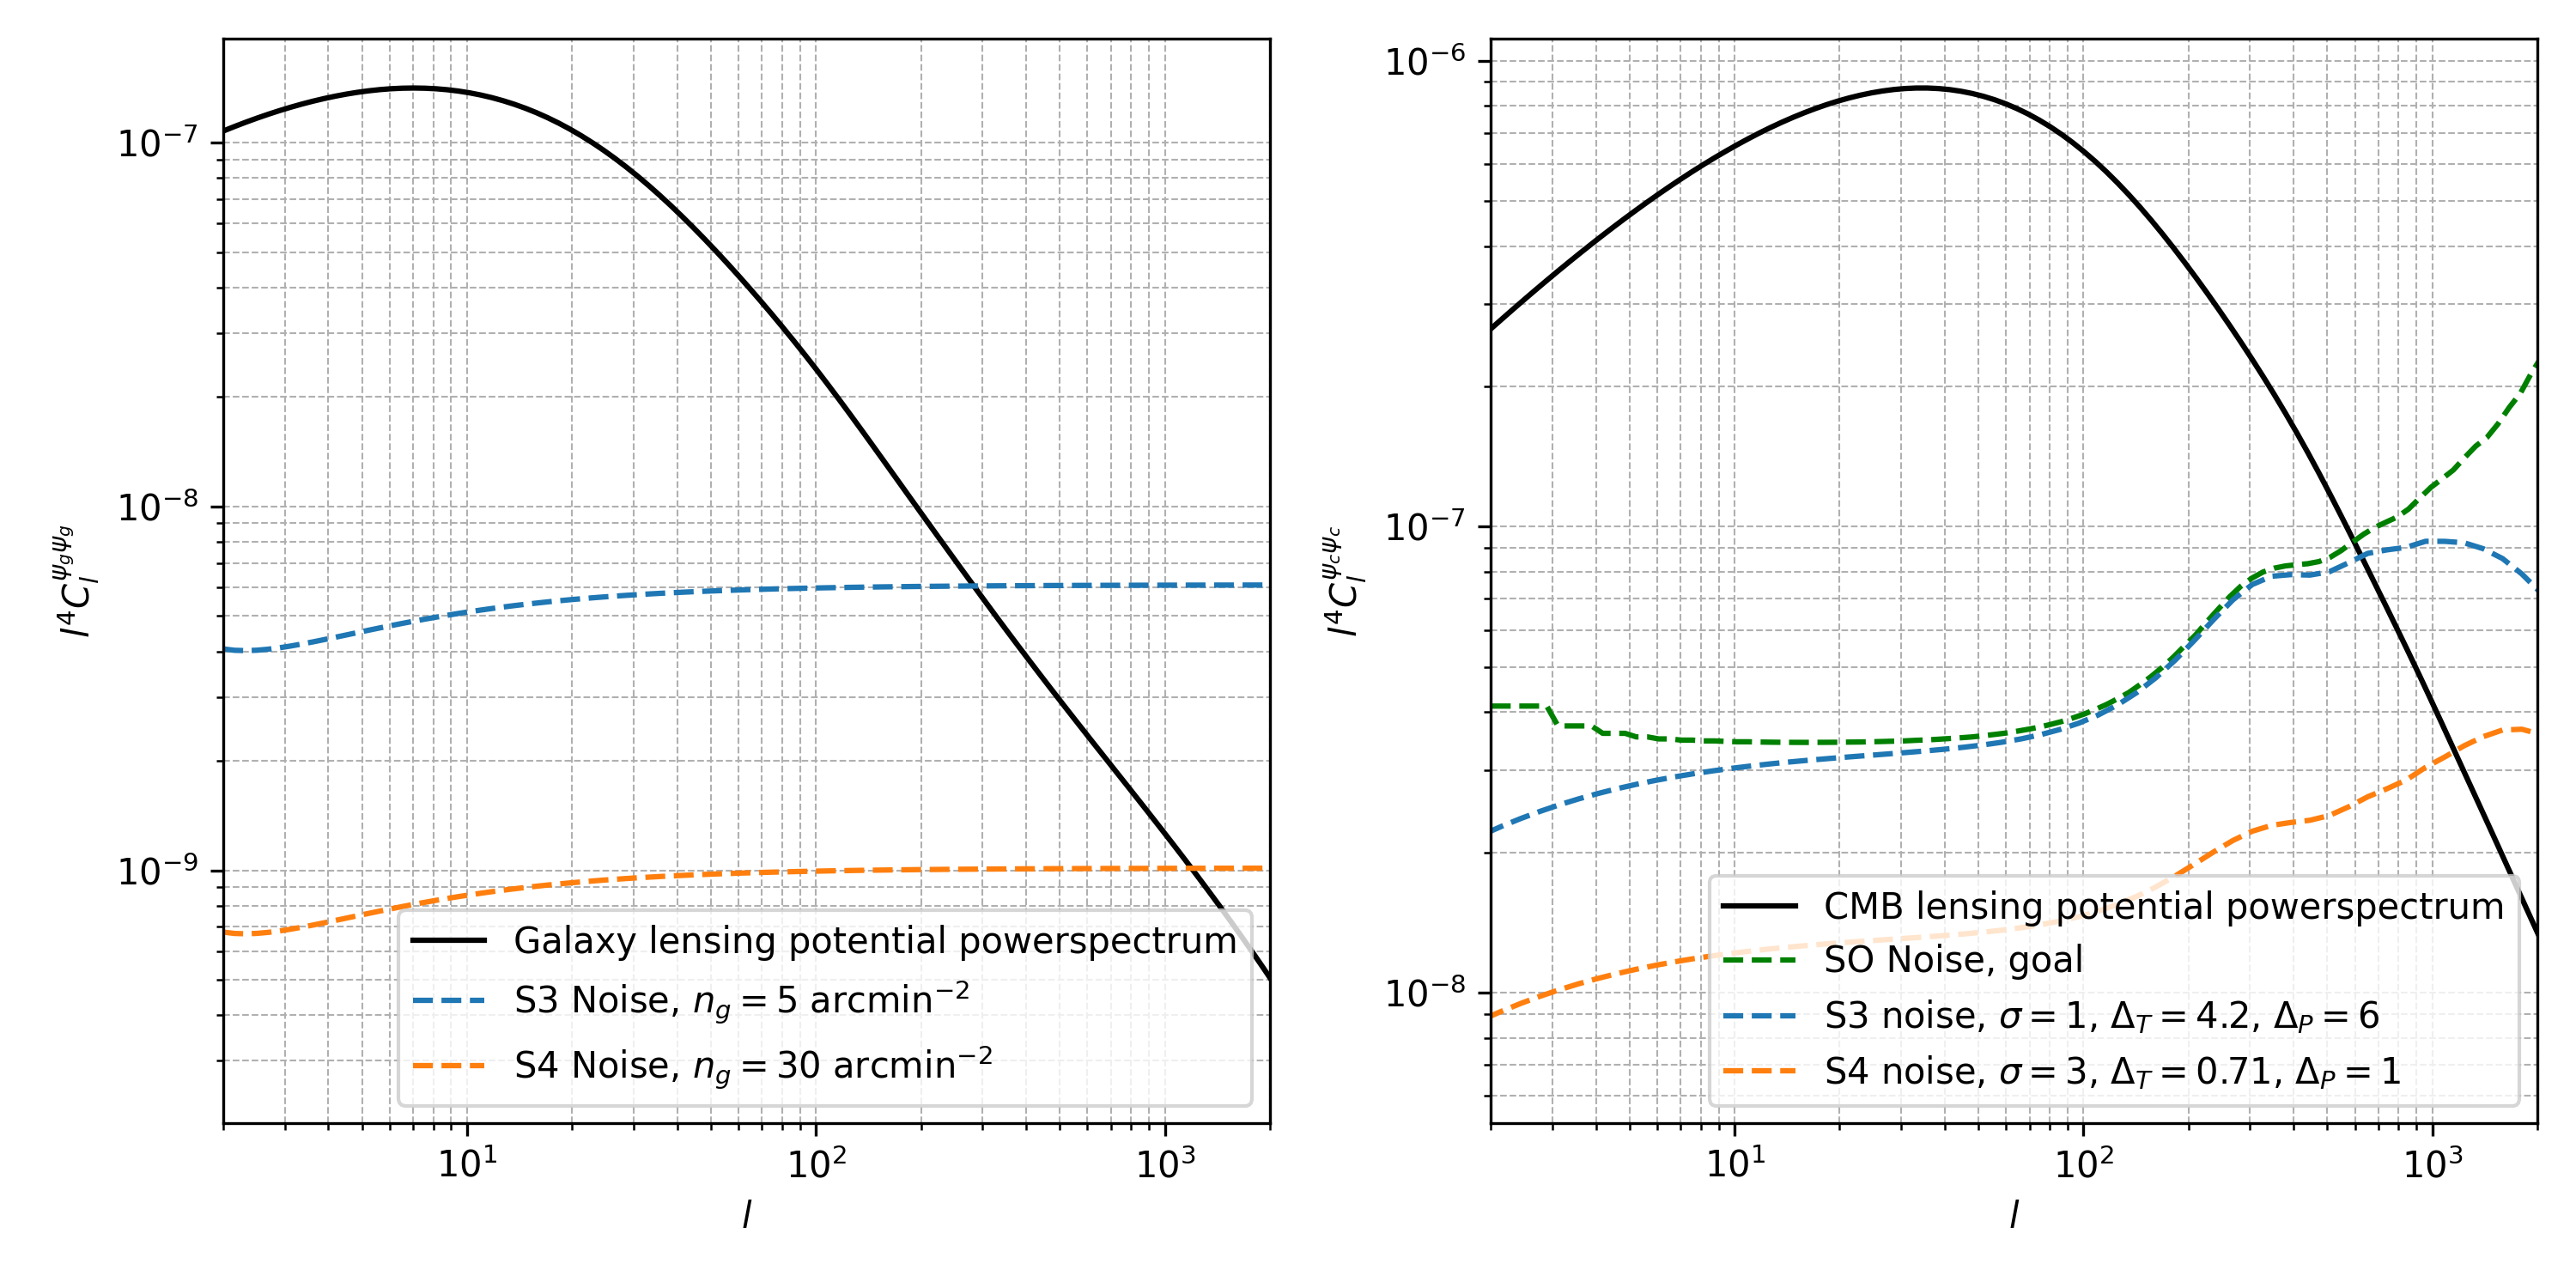 10⁻⁷
10⁻⁸
10⁻⁹
l⁴C_l^{ψ_gψ_g}
Galaxy lensing potential powerspectrum
S3 Noise, n_g = 5 arcmin⁻²
S4 Noise, n_g = 30 arcmin⁻²
10¹ 10² 10³
l
10⁻⁶
10⁻⁷
10⁻⁸
l⁴C_l^{ψ_cψ_c}
CMB lensing potential powerspectrum
SO Noise, goal
S3 noise, σ = 1, Δ_T = 4.2, Δ_P = 6
S4 noise, σ = 3, Δ_T = 0.71, Δ_P = 1
10¹ 10² 10³
l